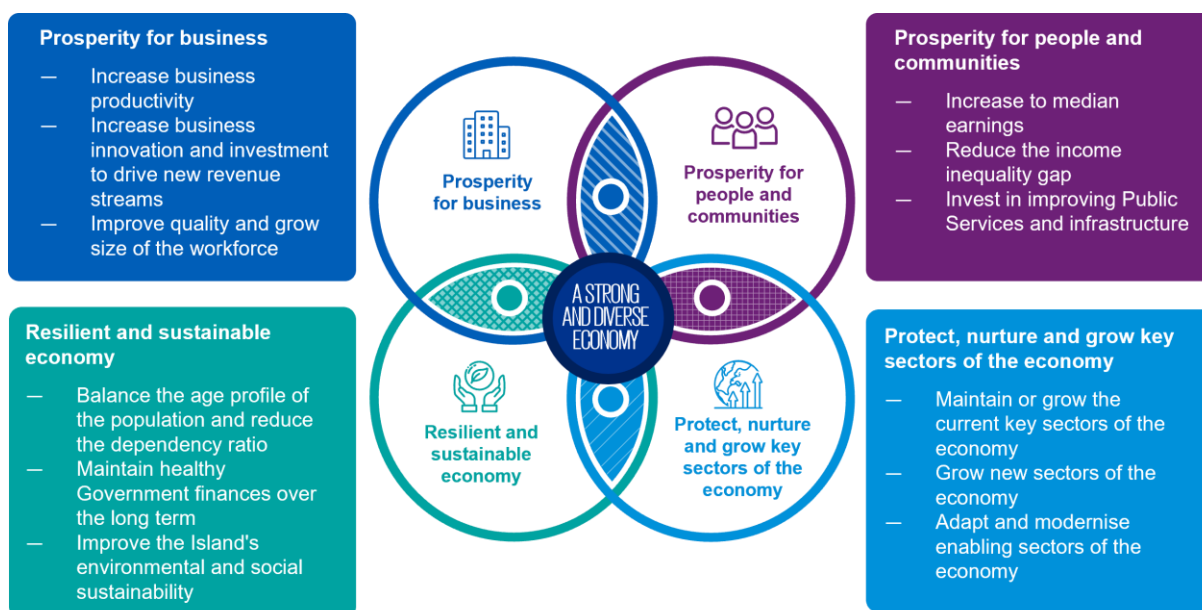 Prosperity for business
— Increase business
productivity
— Increase business
innovation and investment
to drive new revenue
streams
— Improve quality and grow
size of the workforce
Prosperity
for business
Prosperity for
people and
communities
Prosperity for people and
communities
— Increase to median
earnings
— Reduce the income
inequality gap
— Invest in improving Public
Services and infrastructure
A STRONG
AND DIVERSE
ECONOMY
Resilient and sustainable
economy
— Balance the age profile of
the population and reduce
the dependency ratio
— Maintain healthy
Government finances over
the long term
— Improve the Island's
environmental and social
sustainability
Resilient and
sustainable
economy
Protect, nurture
and grow key
sectors of the
economy
Protect, nurture and grow key
sectors of the economy
— Maintain or grow the
current key sectors of the
economy
— Grow new sectors of the
economy
— Adapt and modernise
enabling sectors of the
economy